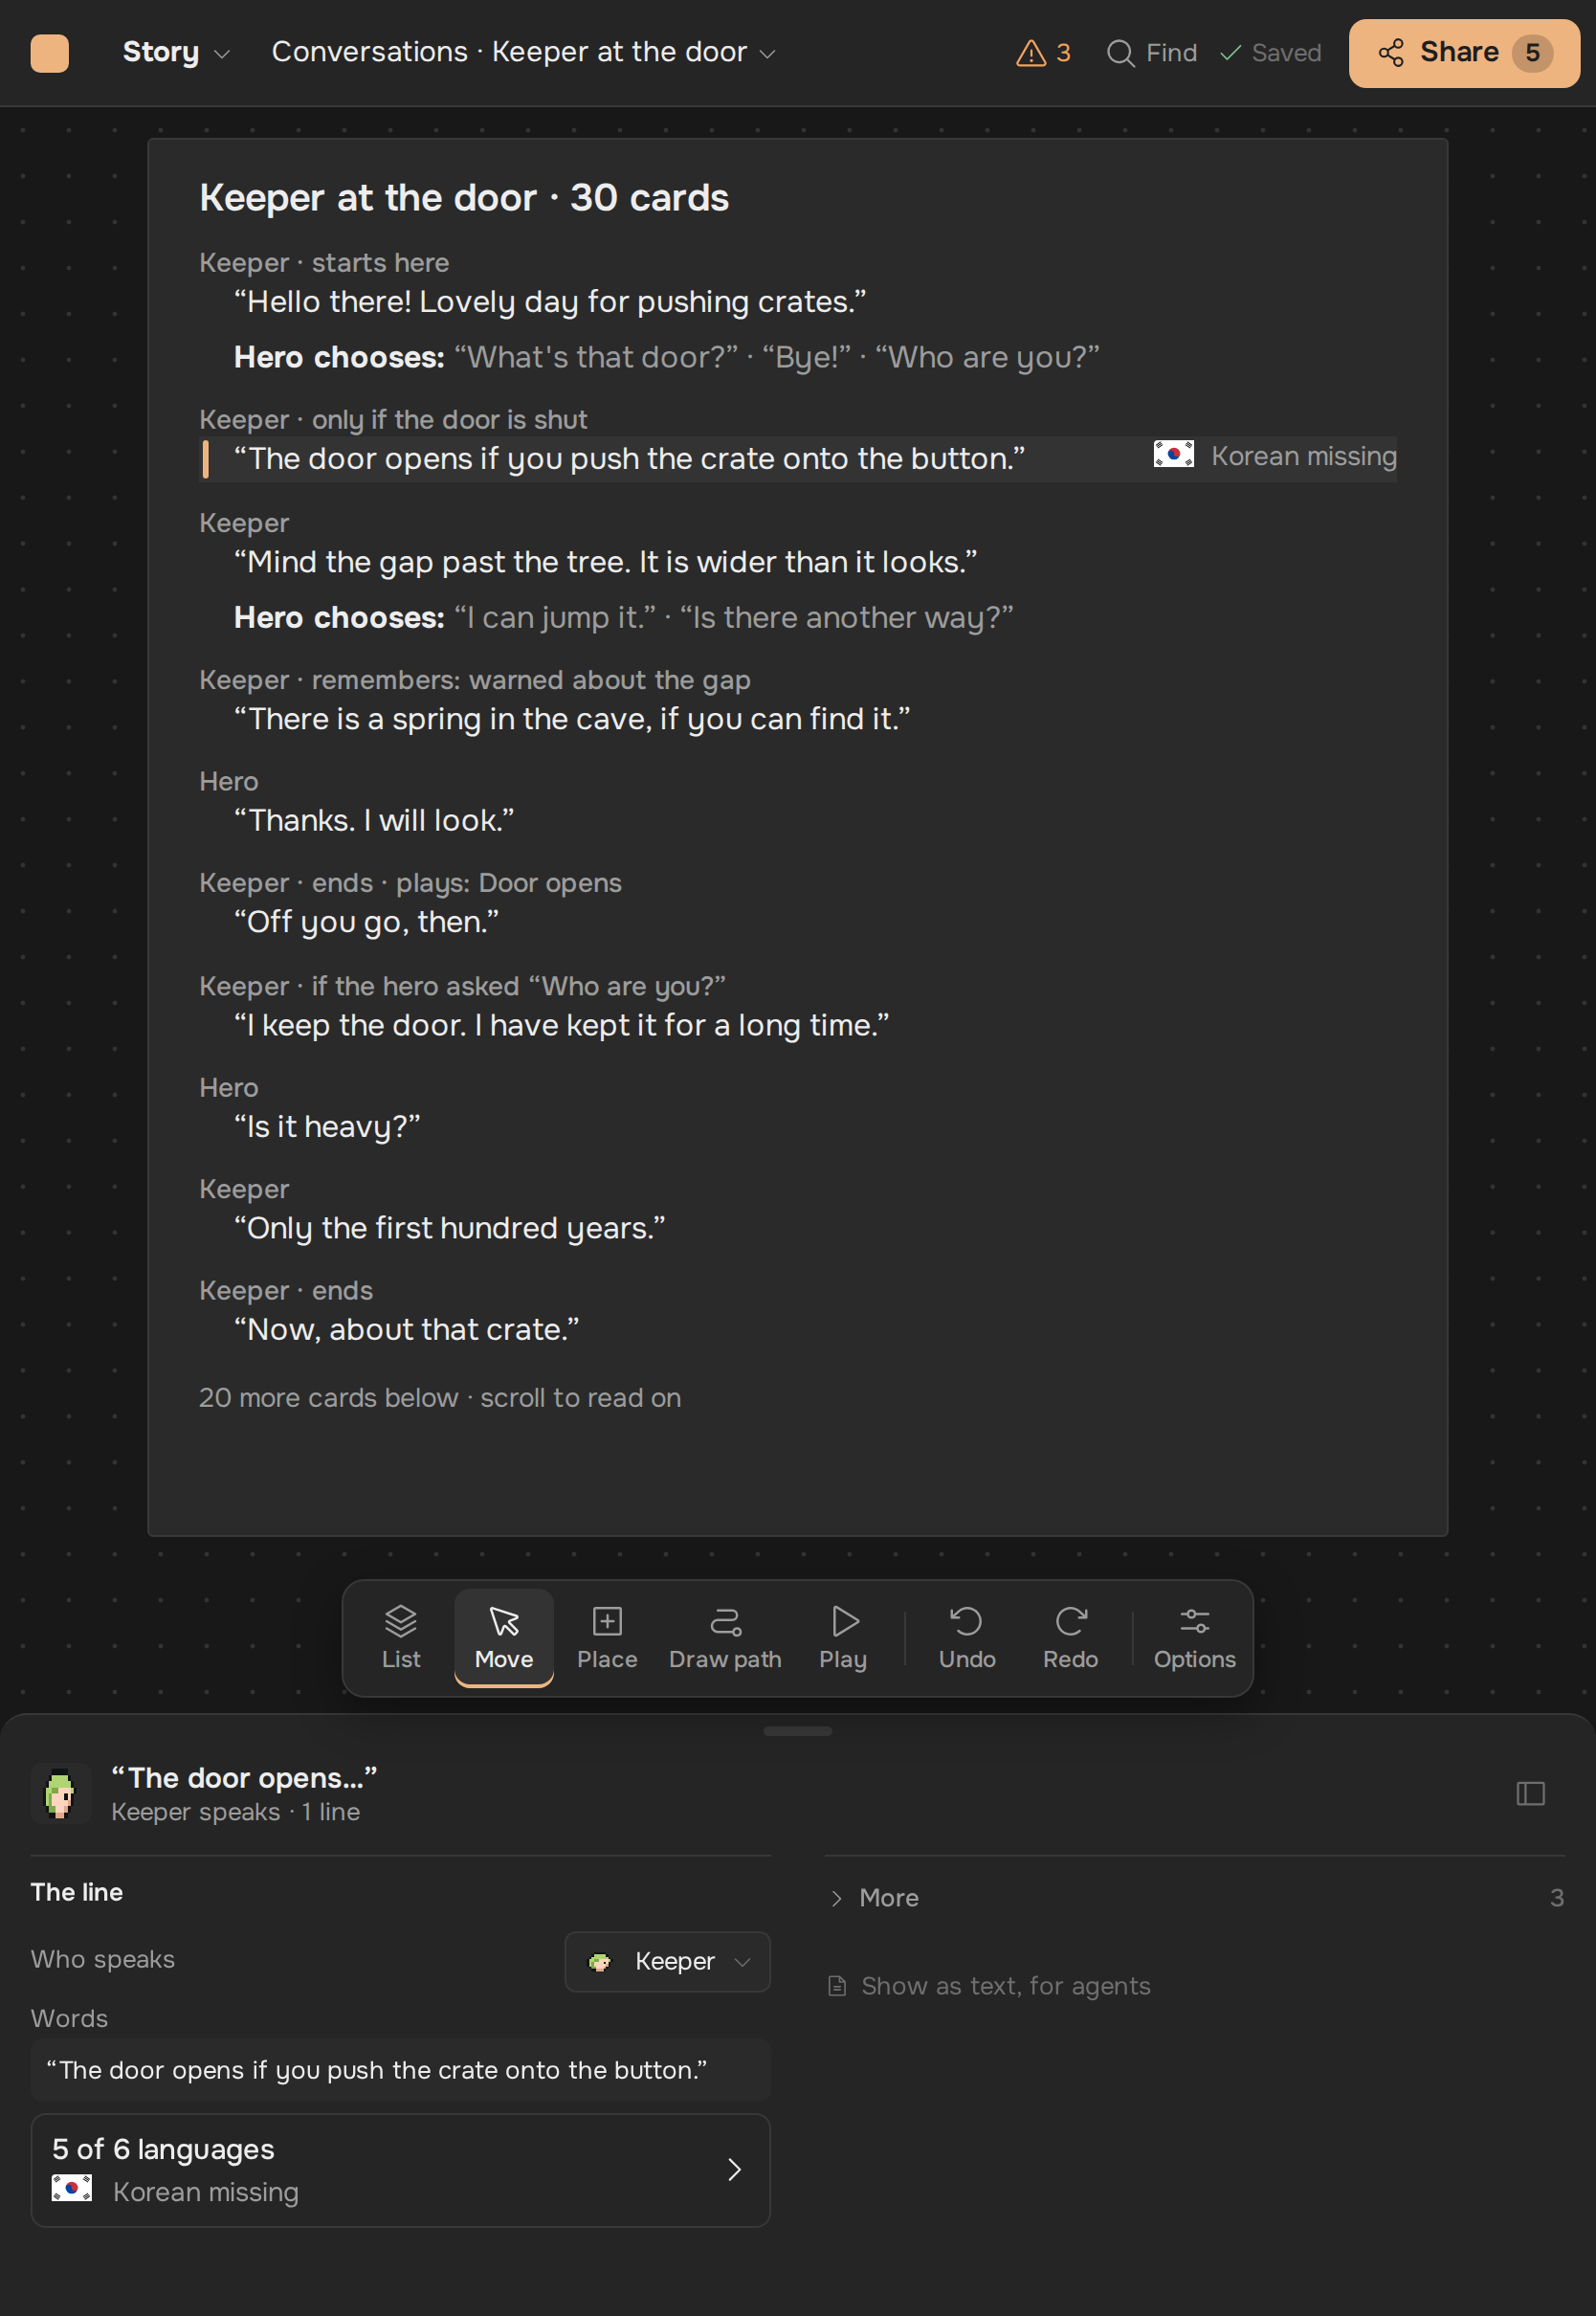 Story
Conversations · Keeper at the door
3
Find
Saved
Share 5
Keeper at the door · 30 cards
Keeper · starts here
“Hello there! Lovely day for pushing crates.”
Hero chooses: “What's that door?” · “Bye!” · “Who are you?”
Keeper · only if the door is shut
“The door opens if you push the crate onto the button.” Korean missing
Keeper
“Mind the gap past the tree. It is wider than it looks.”
Hero chooses: “I can jump it.” · “Is there another way?”
Keeper · remembers: warned about the gap
“There is a spring in the cave, if you can find it.”
Hero
“Thanks. I will look.”
Keeper · ends · plays: Door opens
“Off you go, then.”
Keeper · if the hero asked “Who are you?”
“I keep the door. I have kept it for a long time.”
Hero
“Is it heavy?”
Keeper
“Only the first hundred years.”
Keeper · ends
“Now, about that crate.”
20 more cards below · scroll to read on
List
Move
Place
Draw path
Play
Undo
Redo
Options
“The door opens…”
Keeper speaks · 1 line
The line
Who speaks
Keeper
Words
“The door opens if you push the crate onto the button.”
5 of 6 languages
Korean missing
More 3
Show as text, for agents